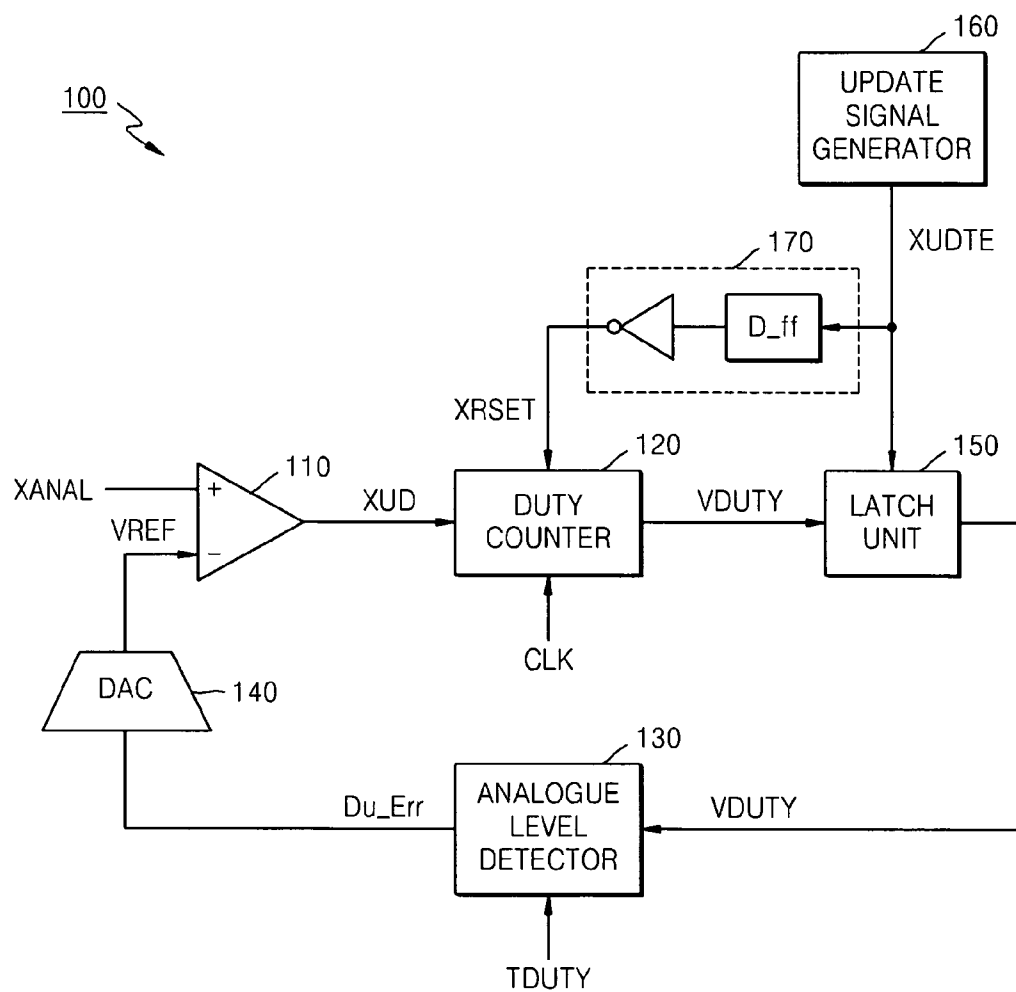 160
UPDATE
SIGNAL
GENERATOR
100
XUDTE
170
D_ff
XRSET
120
150
110
XANAL
+
XUD
DUTY
COUNTER
VDUTY
LATCH
UNIT
VREF
−
CLK
DAC
140
130
Du_Err
ANALOGUE
LEVEL
DETECTOR
VDUTY
TDUTY